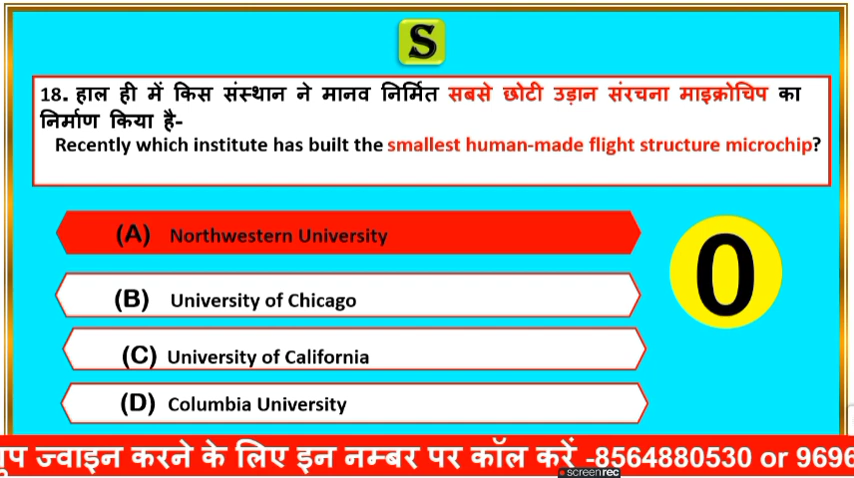 S
18. हाल ही में किस संस्थान ने मानव निर्मित सबसे छोटी उड़ान संरचना माइक्रोचिप का
निर्माण किया है-
Recently which institute has built the smallest human-made flight structure microchip?
(A) Northwestern University
0
(B) University of Chicago
(C) University of California
(D) Columbia University
ज्वाइन करने के लिए इन नम्बर पर कॉल करें -8564880530 or 9696
screenrec